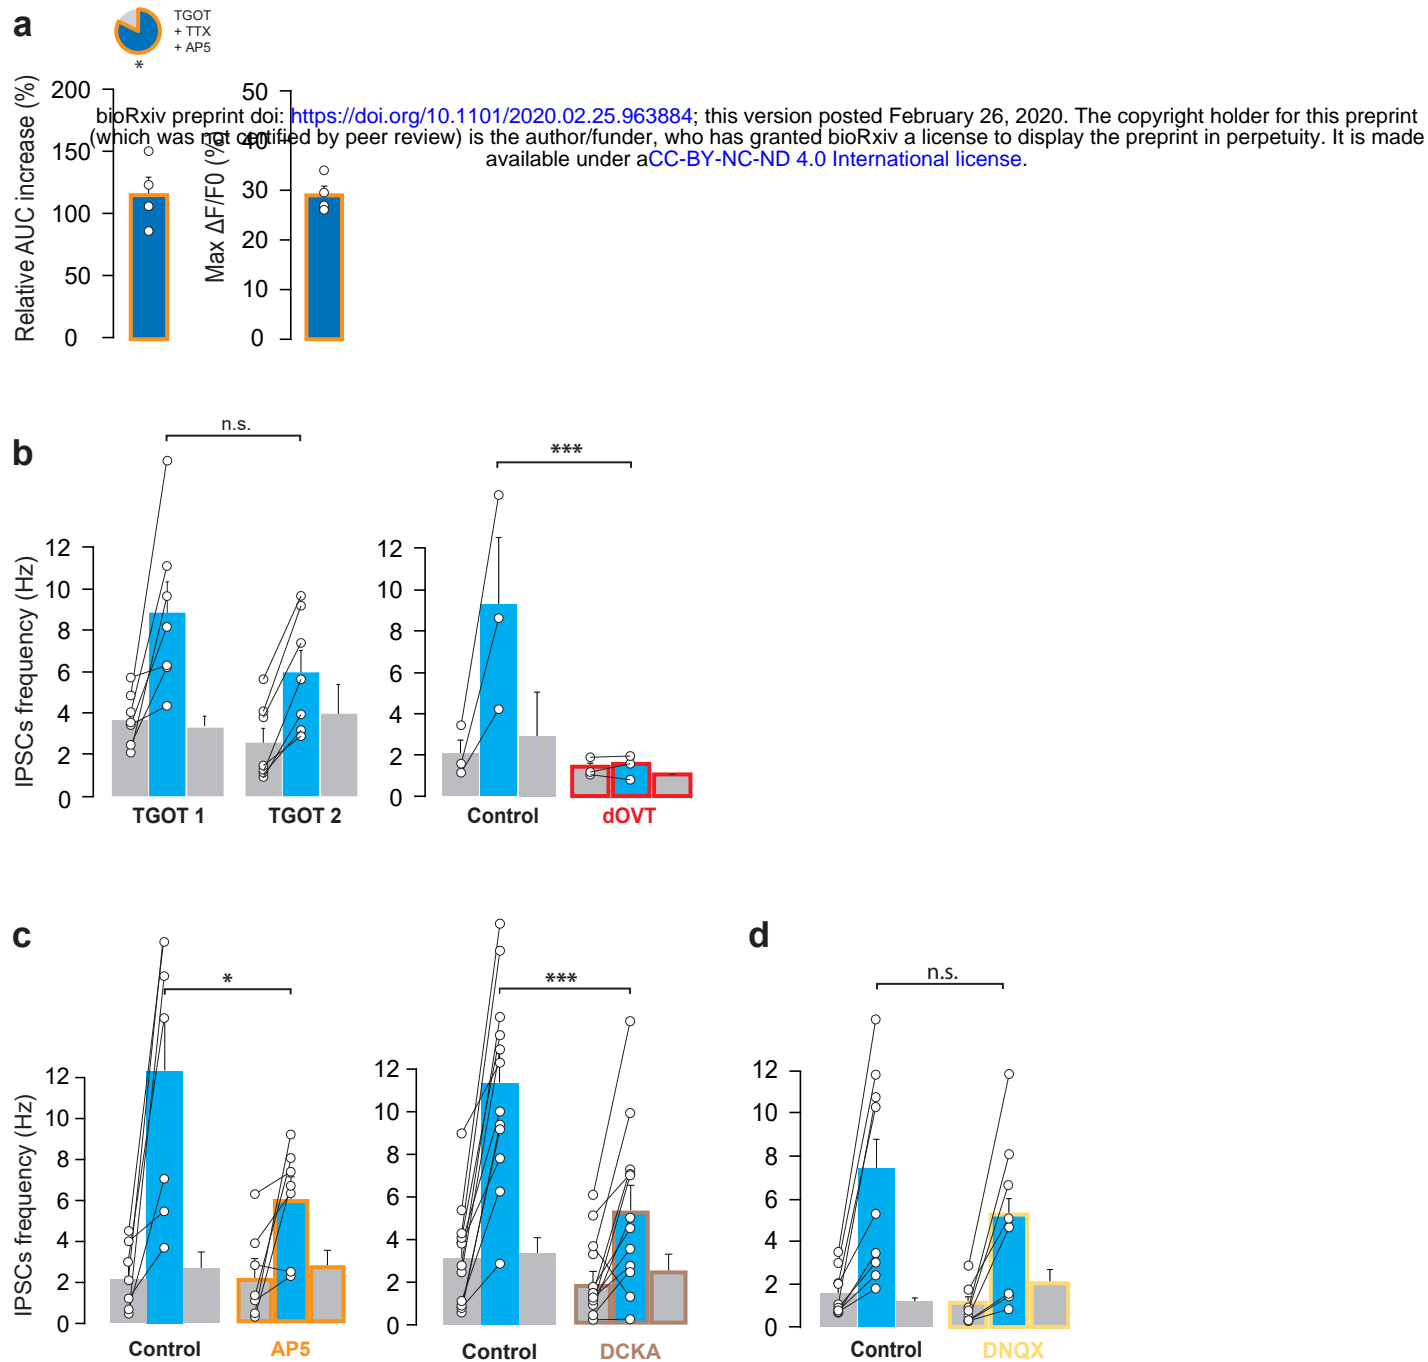 a
TGOT
+ TTX
+ AP5
*
Relative AUC increase (%)
200
150
100
50
0
Max ΔF/F0 (%)
50
40
30
20
10
0
bioRxiv preprint doi: https://doi.org/10.1101/2020.02.25.963884; this version posted February 26, 2020. The copyright holder for this preprint
(which was not certified by peer review) is the author/funder, who has granted bioRxiv a license to display the preprint in perpetuity. It is made
available under aCC-BY-NC-ND 4.0 International license.
b
n.s.
IPSCs frequency (Hz)
12
10
8
6
4
2
0
TGOT 1
TGOT 2
***
12
10
8
6
4
2
0
Control
dOVT
c
*
IPSCs frequency (Hz)
12
10
8
6
4
2
0
Control
AP5
***
12
10
8
6
4
2
0
Control
DCKA
d
n.s.
12
10
8
6
4
2
0
Control
DNQX